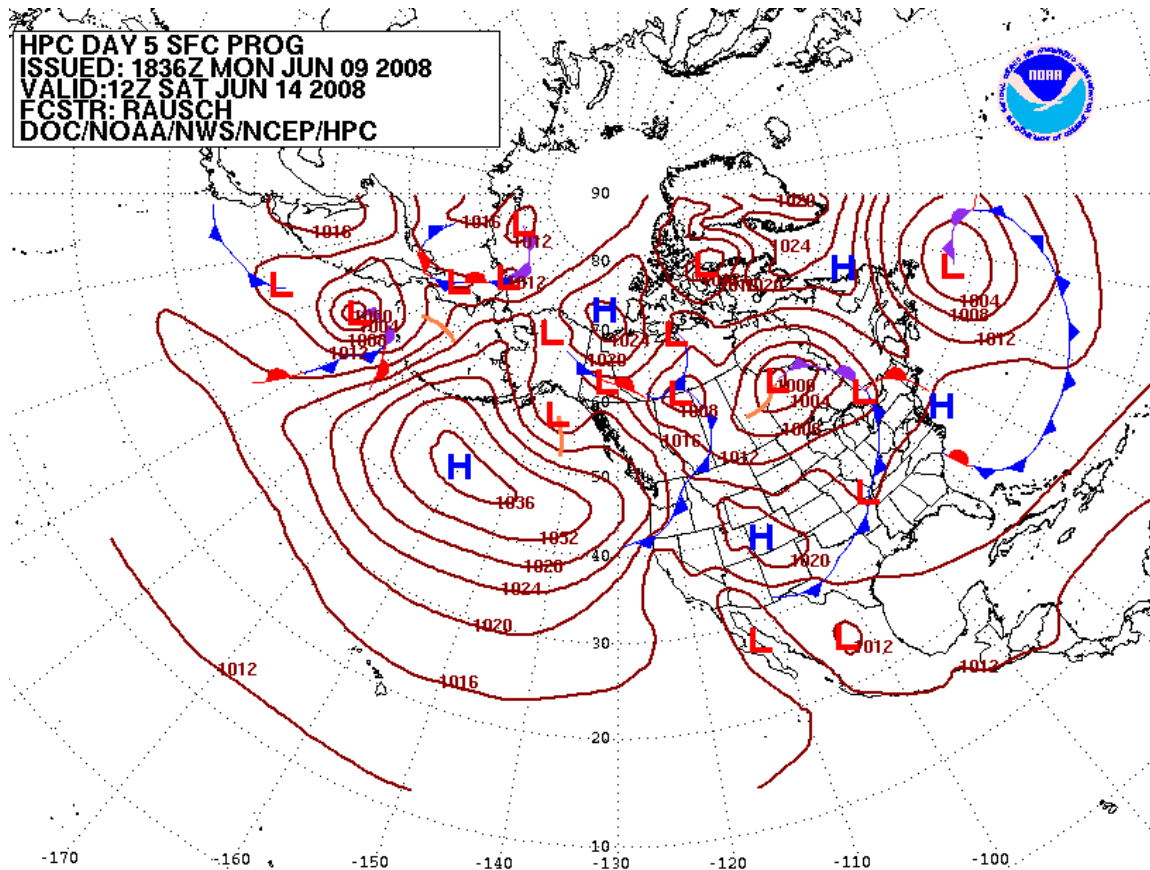 HPC DAY 5 SFC PROG
ISSUED: 1836Z MON JUN 09 2008
VALID:12Z SAT JUN 14 2008
FCSTR: RAUSCH
DOC/NOAA/NWS/NCEP/HPC
NOAA
90
1020
1016
1016
1012
1024
H
L
80
L
L
L
L
L
1012
1020
L
1004
1008
1012
L
1000
1004
1008
1012
H
70
1024
1020
L
L
L
60
L
1008
L
1000
1004
1008
L
H
L
1016
1012
H
50
1036
L
1032
H
1020
40
1020
1024
1020
30
L
L
1012
1012
1012
1016
20
10
-170
-160
-150
-140
-130
-120
-110
-100